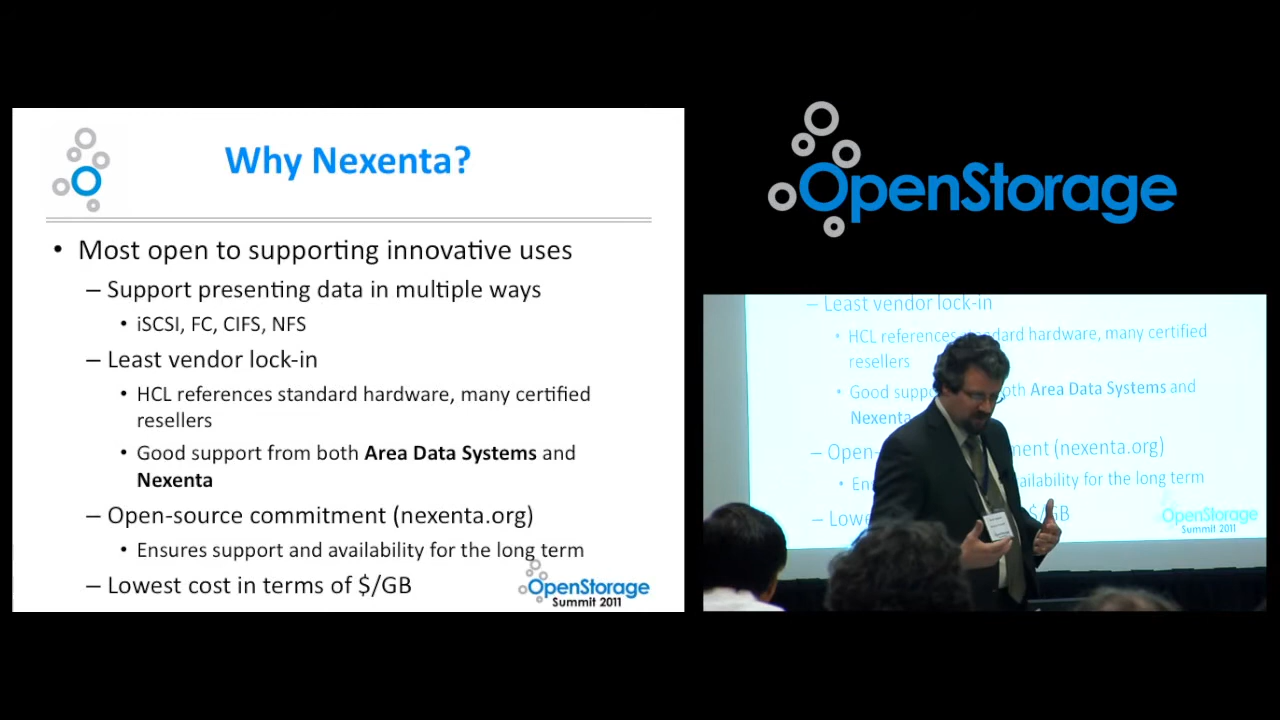 Why Nexenta?
• Most open to supporting innovative uses
– Support presenting data in multiple ways
• iSCSI, FC, CIFS, NFS
– Least vendor lock-in
• HCL references standard hardware, many certified
resellers
• Good support from both Area Data Systems and
Nexenta
– Open-source commitment (nexenta.org)
• Ensures support and availability for the long term
– Lowest cost in terms of $/GB
OpenStorage
Summit 2011
OpenStorage
– Least vendor lock-in
• HCL references standard hardware, many certified
resellers
• Good both Area Data Systems and
Nexenta
– Open- (nexenta.org)
• for the long term
– $/GB
OpenStorage
Summit 2011